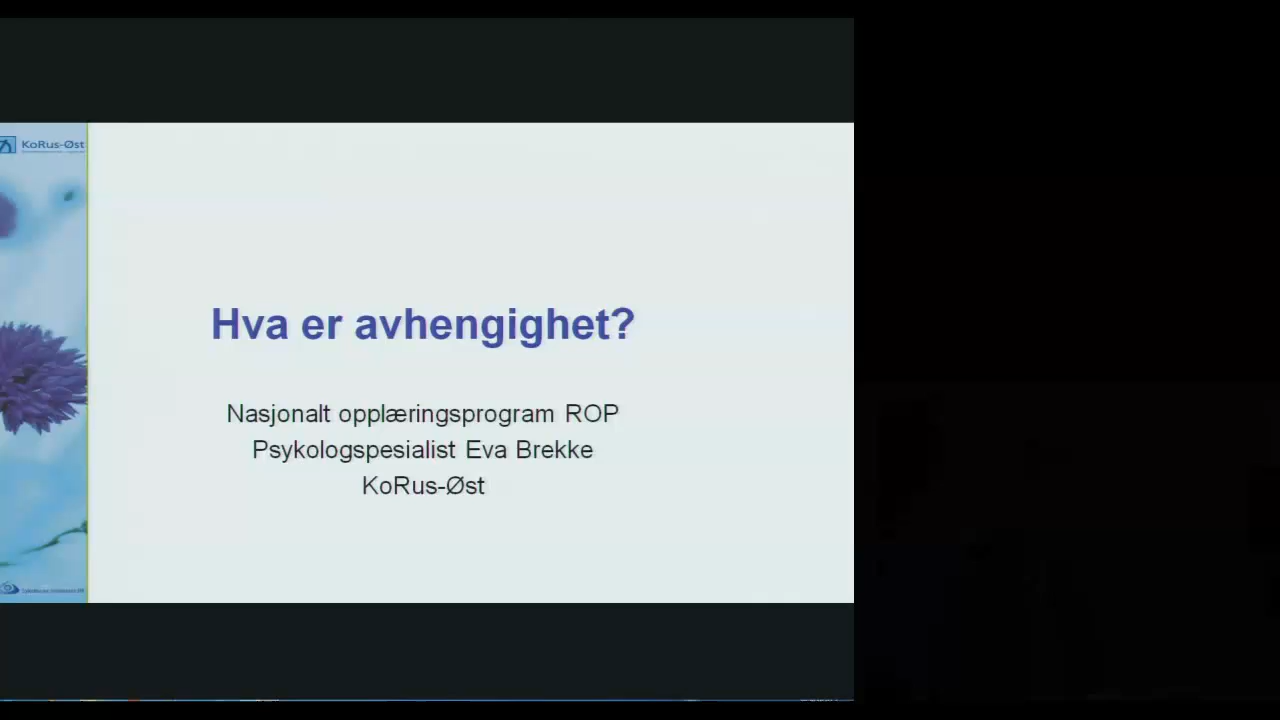 KoRus-Øst
Hva er avhengighet?
Nasjonalt opplæringsprogram ROP
Psykologspesialist Eva Brekke
KoRus-Øst